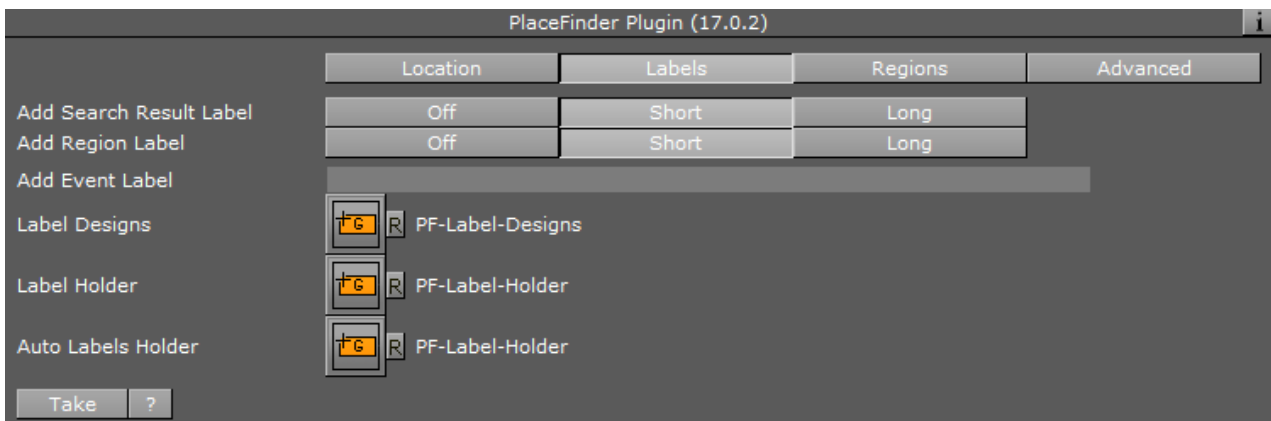 PlaceFinder Plugin (17.0.2) i
Location Labels Regions Advanced
Add Search Result Label Off Short Long
Add Region Label Off Short Long
Add Event Label
Label Designs G R PF-Label-Designs
Label Holder G R PF-Label-Holder
Auto Labels Holder G R PF-Label-Holder
Take ?